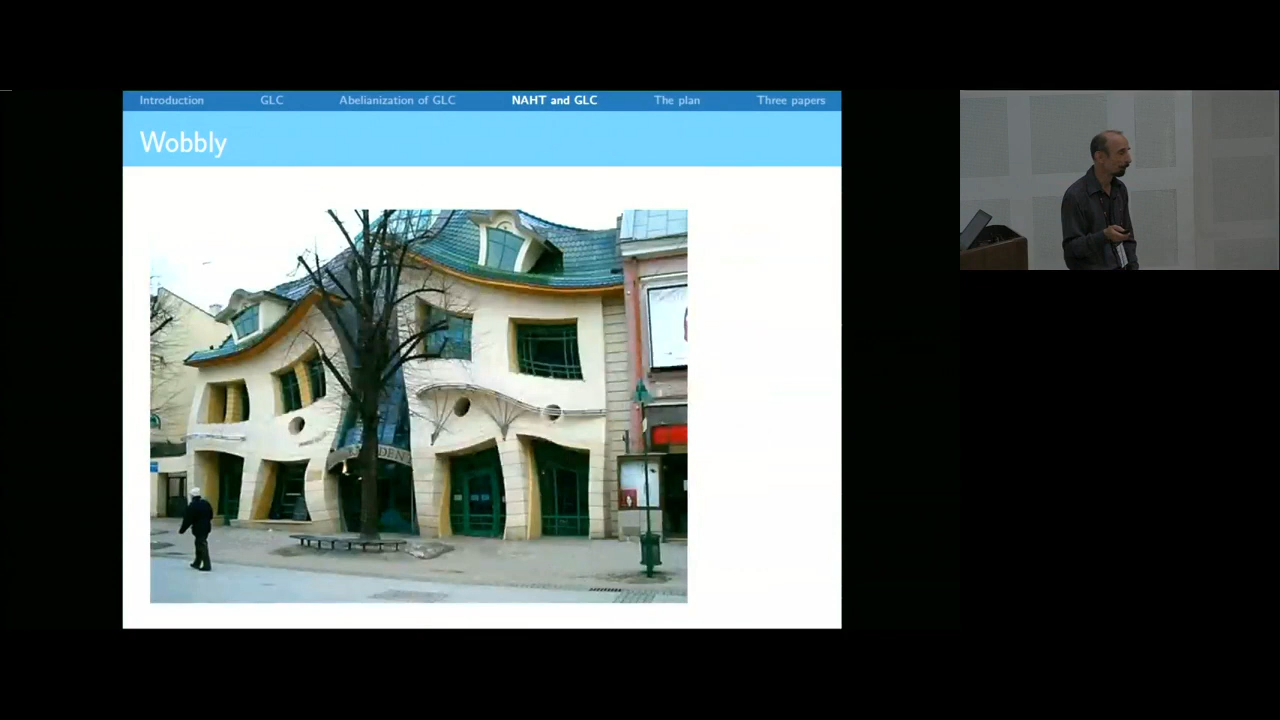 Introduction GLC Abelianization of GLC NAHT and GLC The plan Three papers
Wobbly